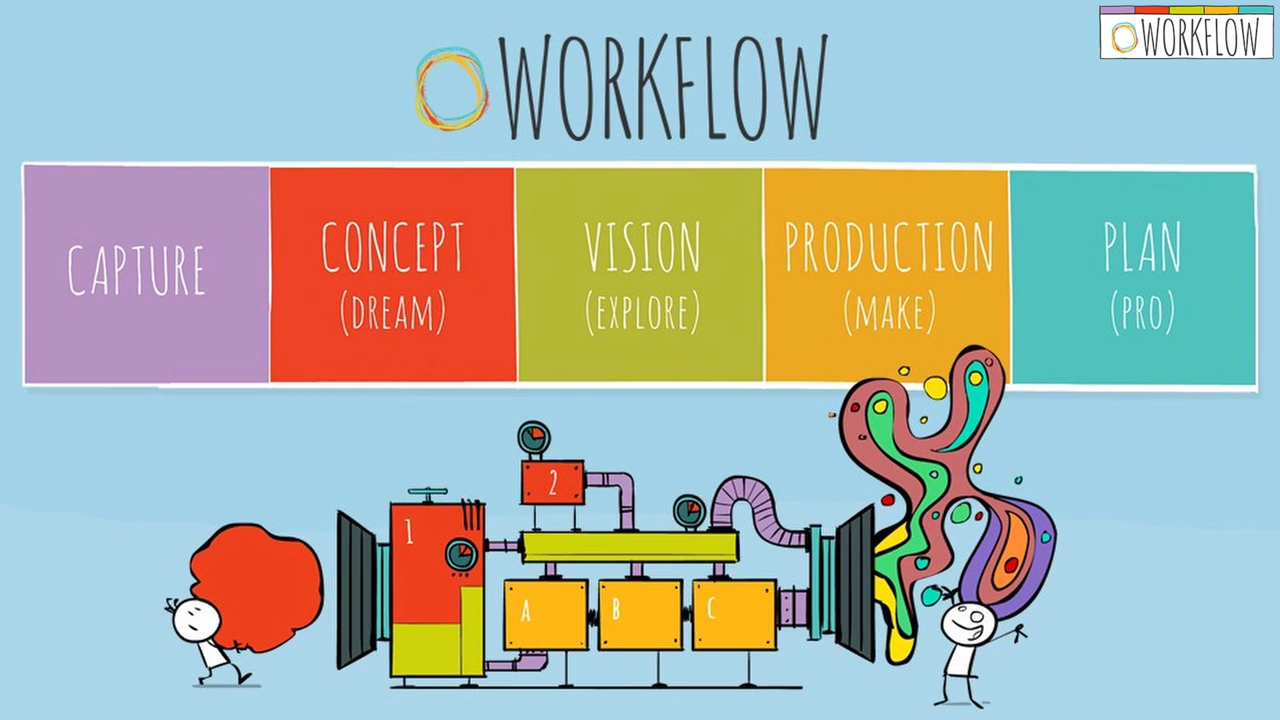 WORKFLOW
WORKFLOW
CAPTURE
CONCEPT
(DREAM)
VISION
(EXPLORE)
PRODUCTION
(MAKE)
PLAN
(PRO)
1
2
A
B
C